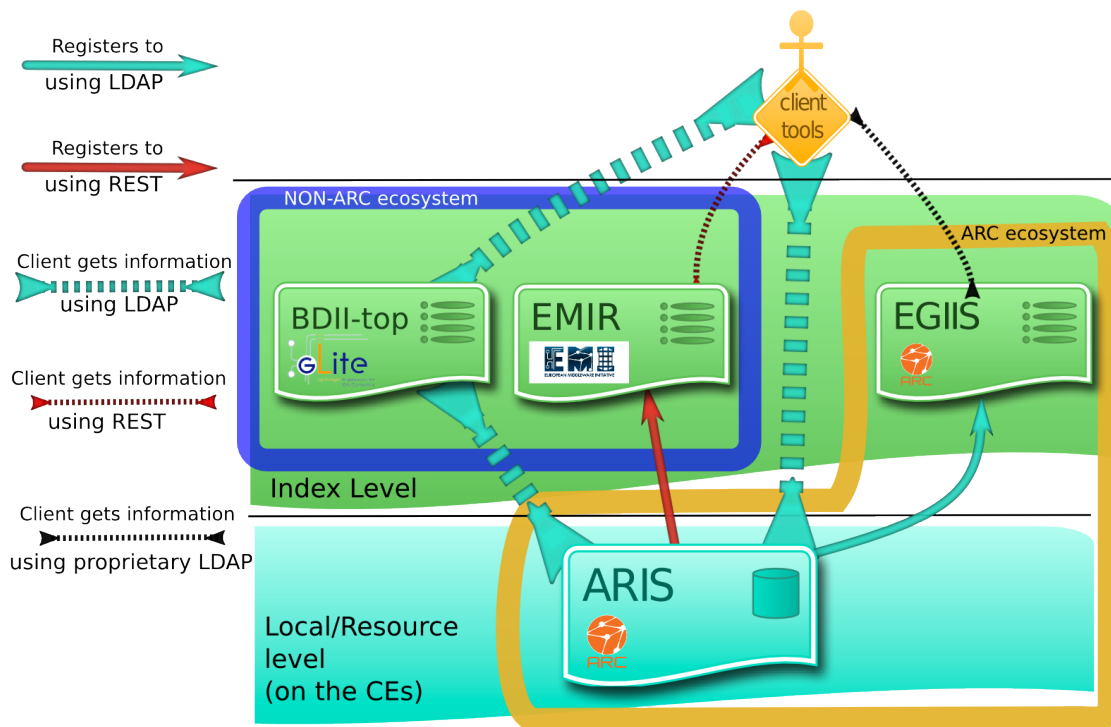 Registers to
using LDAP
Registers to
using REST
Client gets information
using LDAP
Client gets information
using REST
Client gets information
using proprietary LDAP
client
tools
NON-ARC ecosystem
ARC ecosystem
BDII-top
gLite
EMIR
EMI
EUROPEAN MIDDLEWARE INITIATIVE
EGIIS
ARC
Index Level
ARIS
ARC
Local/Resource
level
(on the CEs)